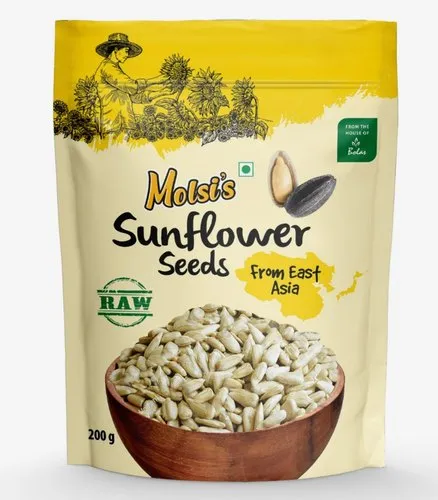 FROM THE
HOUSE OF
Bolas
Molsi's
Sunflower
Seeds
From East
Asia
RAW
200 g